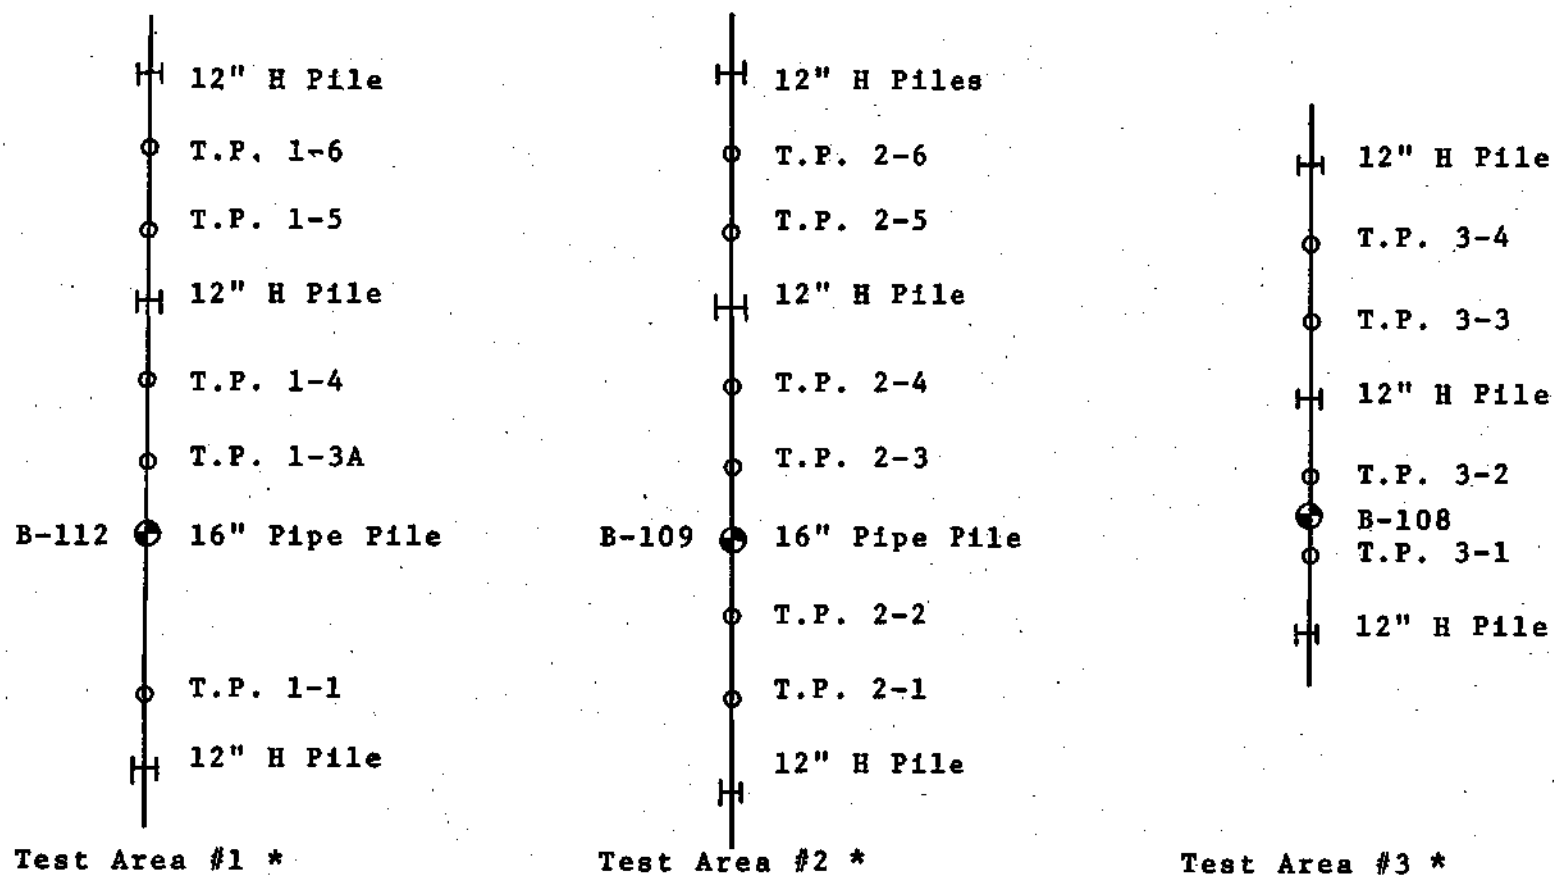 12" H Pile
T.P. 1-6
T.P. 1-5
12" H Pile
T.P. 1-4
T.P. 1-3A
B-112 16" Pipe Pile
T.P. 1-1
12" H Pile
Test Area #1 *
12" H Piles
T.P. 2-6
T.P. 2-5
12" H Pile
T.P. 2-4
T.P. 2-3
B-109 16" Pipe Pile
T.P. 2-2
T.P. 2-1
12" H Pile
Test Area #2 *
12" H Pile
T.P. 3-4
T.P. 3-3
12" H Pile
T.P. 3-2
B-108
T.P. 3-1
12" H Pile
Test Area #3 *